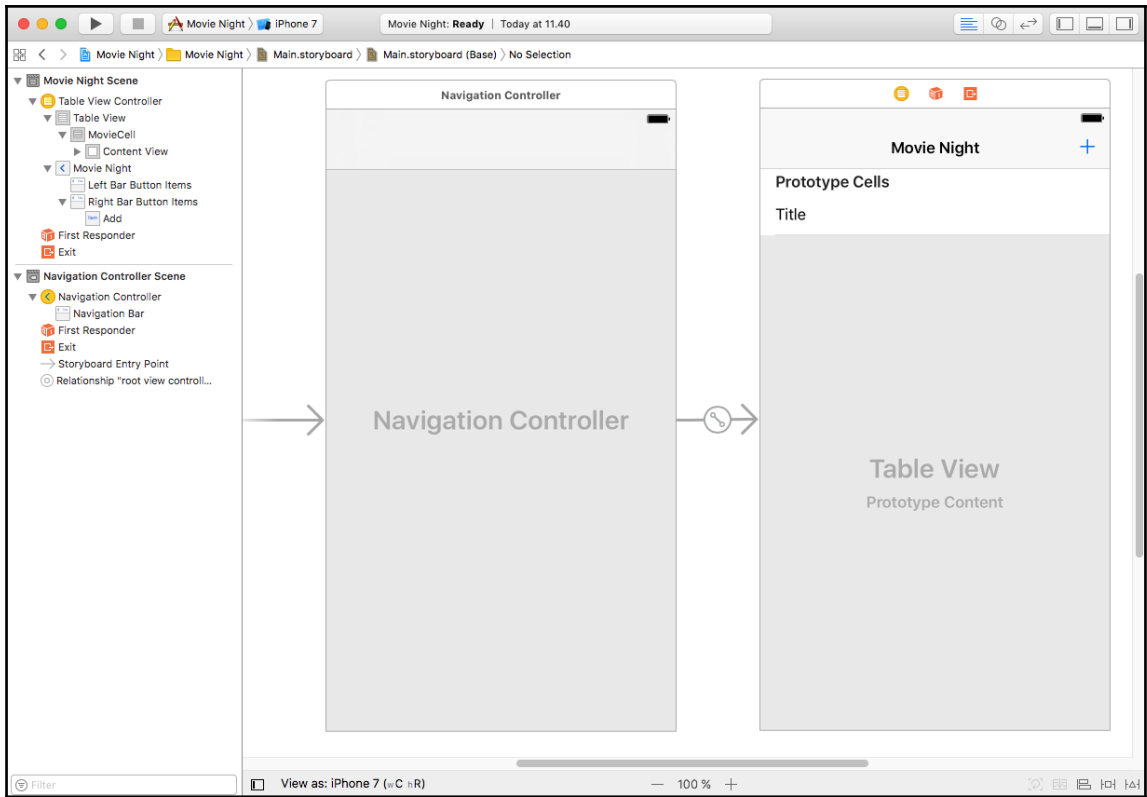 Movie Night 〉 iPhone 7
Movie Night: Ready | Today at 11.40
Movie Night 〉 Movie Night 〉 Main.storyboard 〉 Main.storyboard (Base) 〉 No Selection
Movie Night Scene
Table View Controller
Table View
MovieCell
Content View
Movie Night
Left Bar Button Items
Right Bar Button Items
Item Add
First Responder
Exit
Navigation Controller Scene
Navigation Controller
Navigation Bar
First Responder
Exit
Storyboard Entry Point
Relationship "root view controll...
Filter
Navigation Controller
Navigation Controller
Movie Night +
Prototype Cells
Title
Table View
Prototype Content
View as: iPhone 7 (wC hR)
— 100 % +